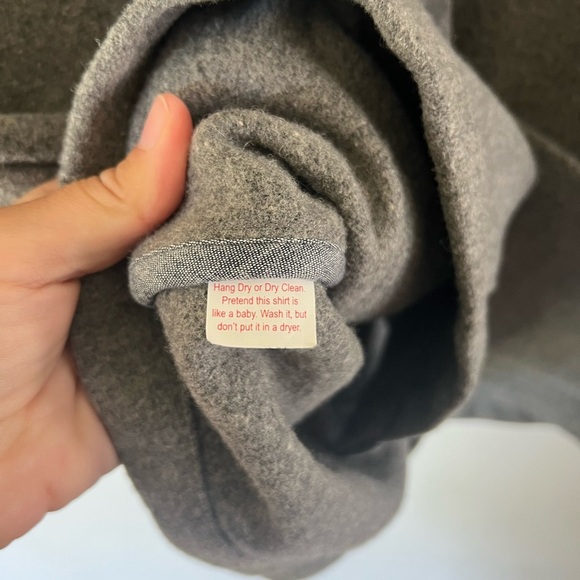 Hang Dry or Dry Clean.
Pretend this shirt is
like a baby. Wash it, but
don't put it in a dryer.